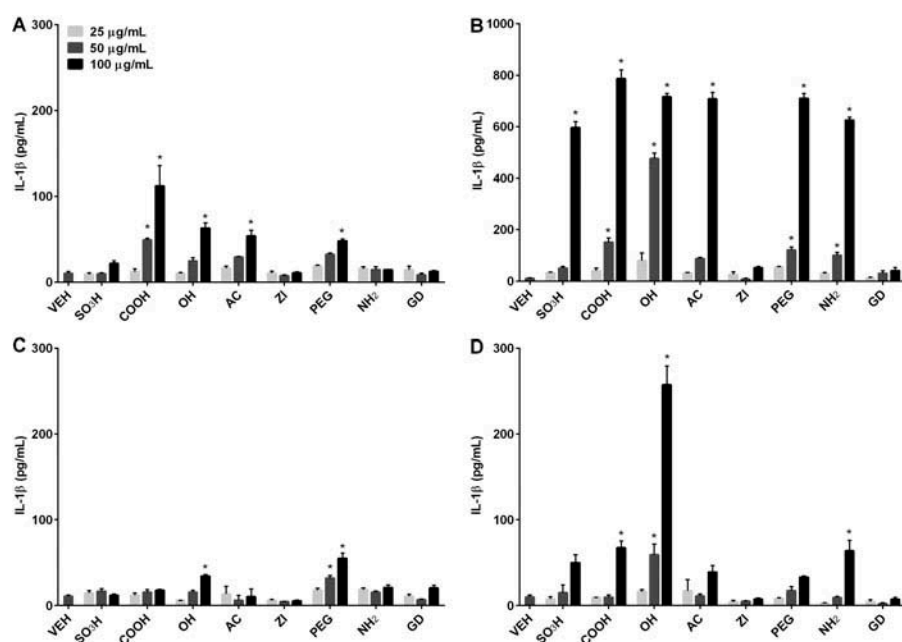 A
300
200
100
0
IL-1β (pg/mL)
25 μg/mL
50 μg/mL
100 μg/mL
*
*
*
*
*
VEH
SO3H
COOH
OH
AC
ZI
PEG
NH2
GD
B
1000
800
600
400
200
0
IL-1β (pg/mL)
*
*
*
*
*
*
*
*
*
*
VEH
SO3H
COOH
OH
AC
ZI
PEG
NH2
GD
C
300
200
100
0
IL-1β (pg/mL)
*
*
*
VEH
SO3H
COOH
OH
AC
ZI
PEG
NH2
GD
D
300
200
100
0
IL-1β (pg/mL)
*
*
*
*
VEH
SO3H
COOH
OH
AC
ZI
PEG
NH2
GD